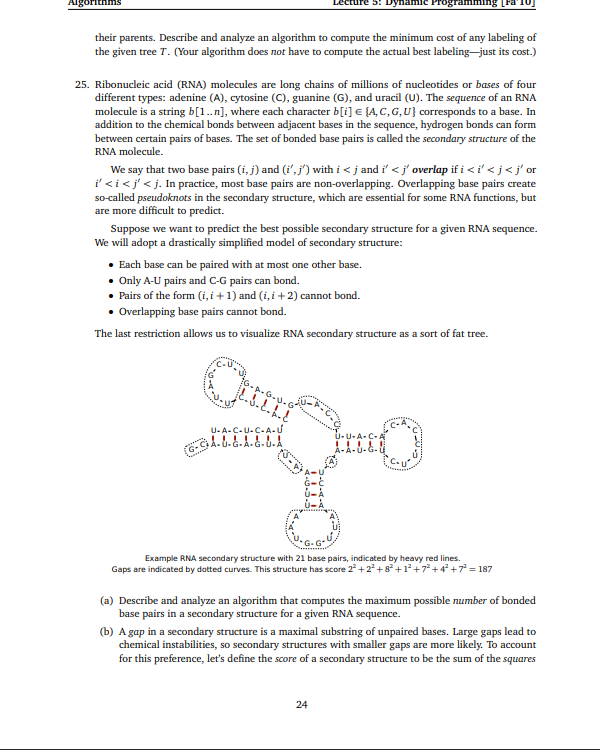 Algorithms Lecture 5: Dynamic Programming [Fa'10]
their parents. Describe and analyze an algorithm to compute the minimum cost of any labeling of
the given tree T. (Your algorithm does not have to compute the actual best labeling—just its cost.)
25. Ribonucleic acid (RNA) molecules are long chains of millions of nucleotides or bases of four
different types: adenine (A), cytosine (C), guanine (G), and uracil (U). The sequence of an RNA
molecule is a string b[1 .. n], where each character b[i] ∈ {A, C, G, U} corresponds to a base. In
addition to the chemical bonds between adjacent bases in the sequence, hydrogen bonds can form
between certain pairs of bases. The set of bonded base pairs is called the secondary structure of the
RNA molecule.
We say that two base pairs (i, j) and (i′, j′) with i < j and i′ < j′ overlap if i < i′ < j < j′ or
i′ < i < j′ < j. In practice, most base pairs are non-overlapping. Overlapping base pairs create
so-called pseudoknots in the secondary structure, which are essential for some RNA functions, but
are more difficult to predict.
Suppose we want to predict the best possible secondary structure for a given RNA sequence.
We will adopt a drastically simplified model of secondary structure:
• Each base can be paired with at most one other base.
• Only A-U pairs and C-G pairs can bond.
• Pairs of the form (i, i + 1) and (i, i + 2) cannot bond.
• Overlapping base pairs cannot bond.
The last restriction allows us to visualize RNA secondary structure as a sort of fat tree.
U-A-C-U-C-A-U
G-C-A-U-G-A-G-U-A
U-U-A-C-A
A-A-U-G-U
A-U
G-C
U-A
U-A
Example RNA secondary structure with 21 base pairs, indicated by heavy red lines.
Gaps are indicated by dotted curves. This structure has score 2² + 2² + 8² + 1² + 7² + 4² + 7² = 187
(a) Describe and analyze an algorithm that computes the maximum possible number of bonded
base pairs in a secondary structure for a given RNA sequence.
(b) A gap in a secondary structure is a maximal substring of unpaired bases. Large gaps lead to
chemical instabilities, so secondary structures with smaller gaps are more likely. To account
for this preference, let's define the score of a secondary structure to be the sum of the squares
24